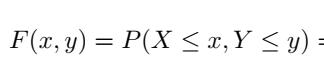 F(x, y) = P(X ≤ x, Y ≤ y) =